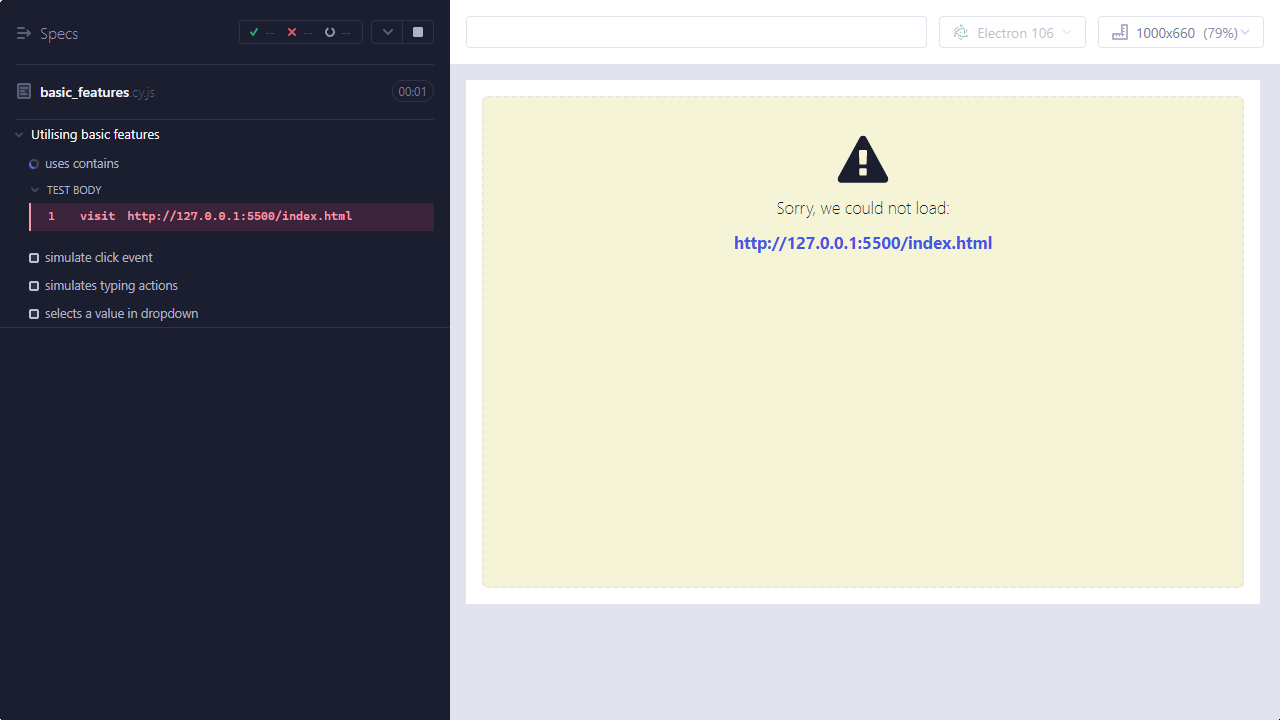 Specs -- -- --
basic_features.cy.js 00:01
Utilising basic features
uses contains
TEST BODY
1 visit http://127.0.0.1:5500/index.html
simulate click event
simulates typing actions
selects a value in dropdown
Electron 106 1000x660 (79%)
Sorry, we could not load:
http://127.0.0.1:5500/index.html